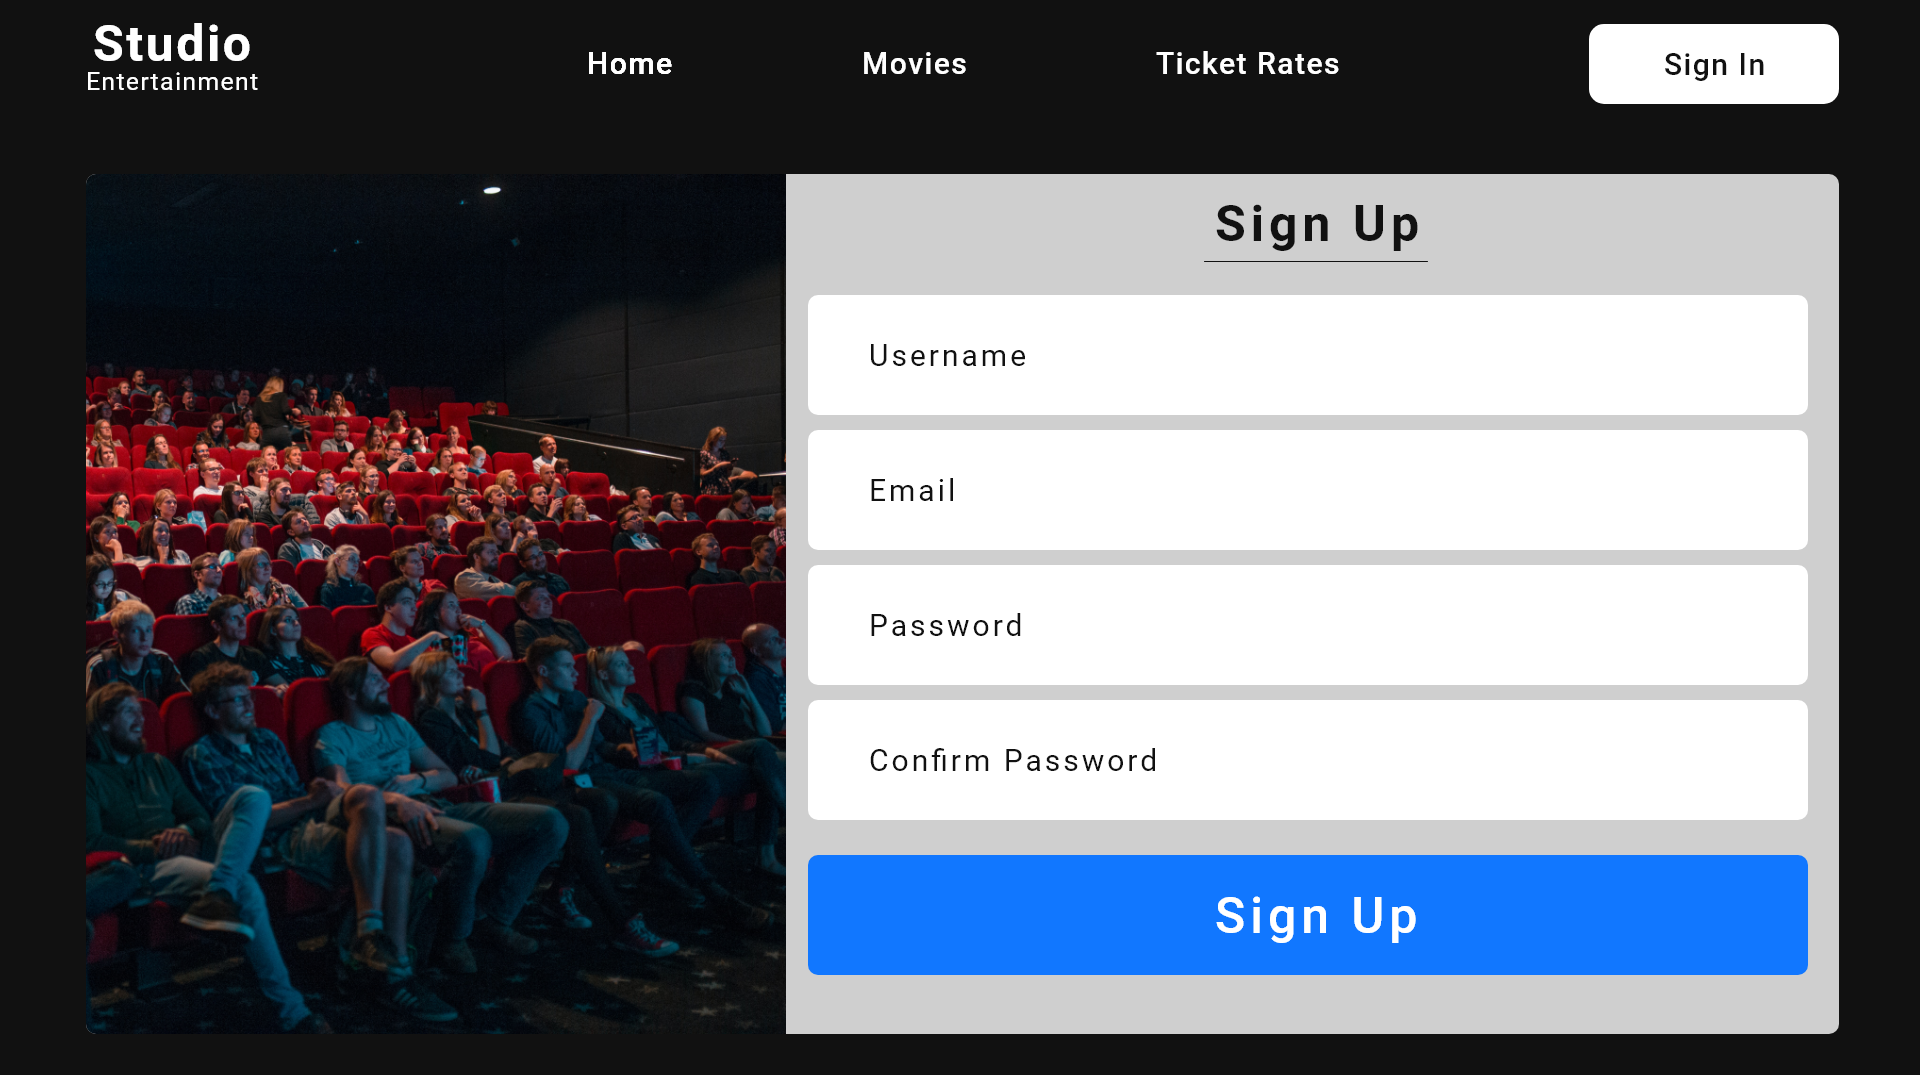 Studio
Entertainment
Home
Movies
Ticket Rates
Sign In
Sign Up
Username
Email
Password
Confirm Password
Sign Up